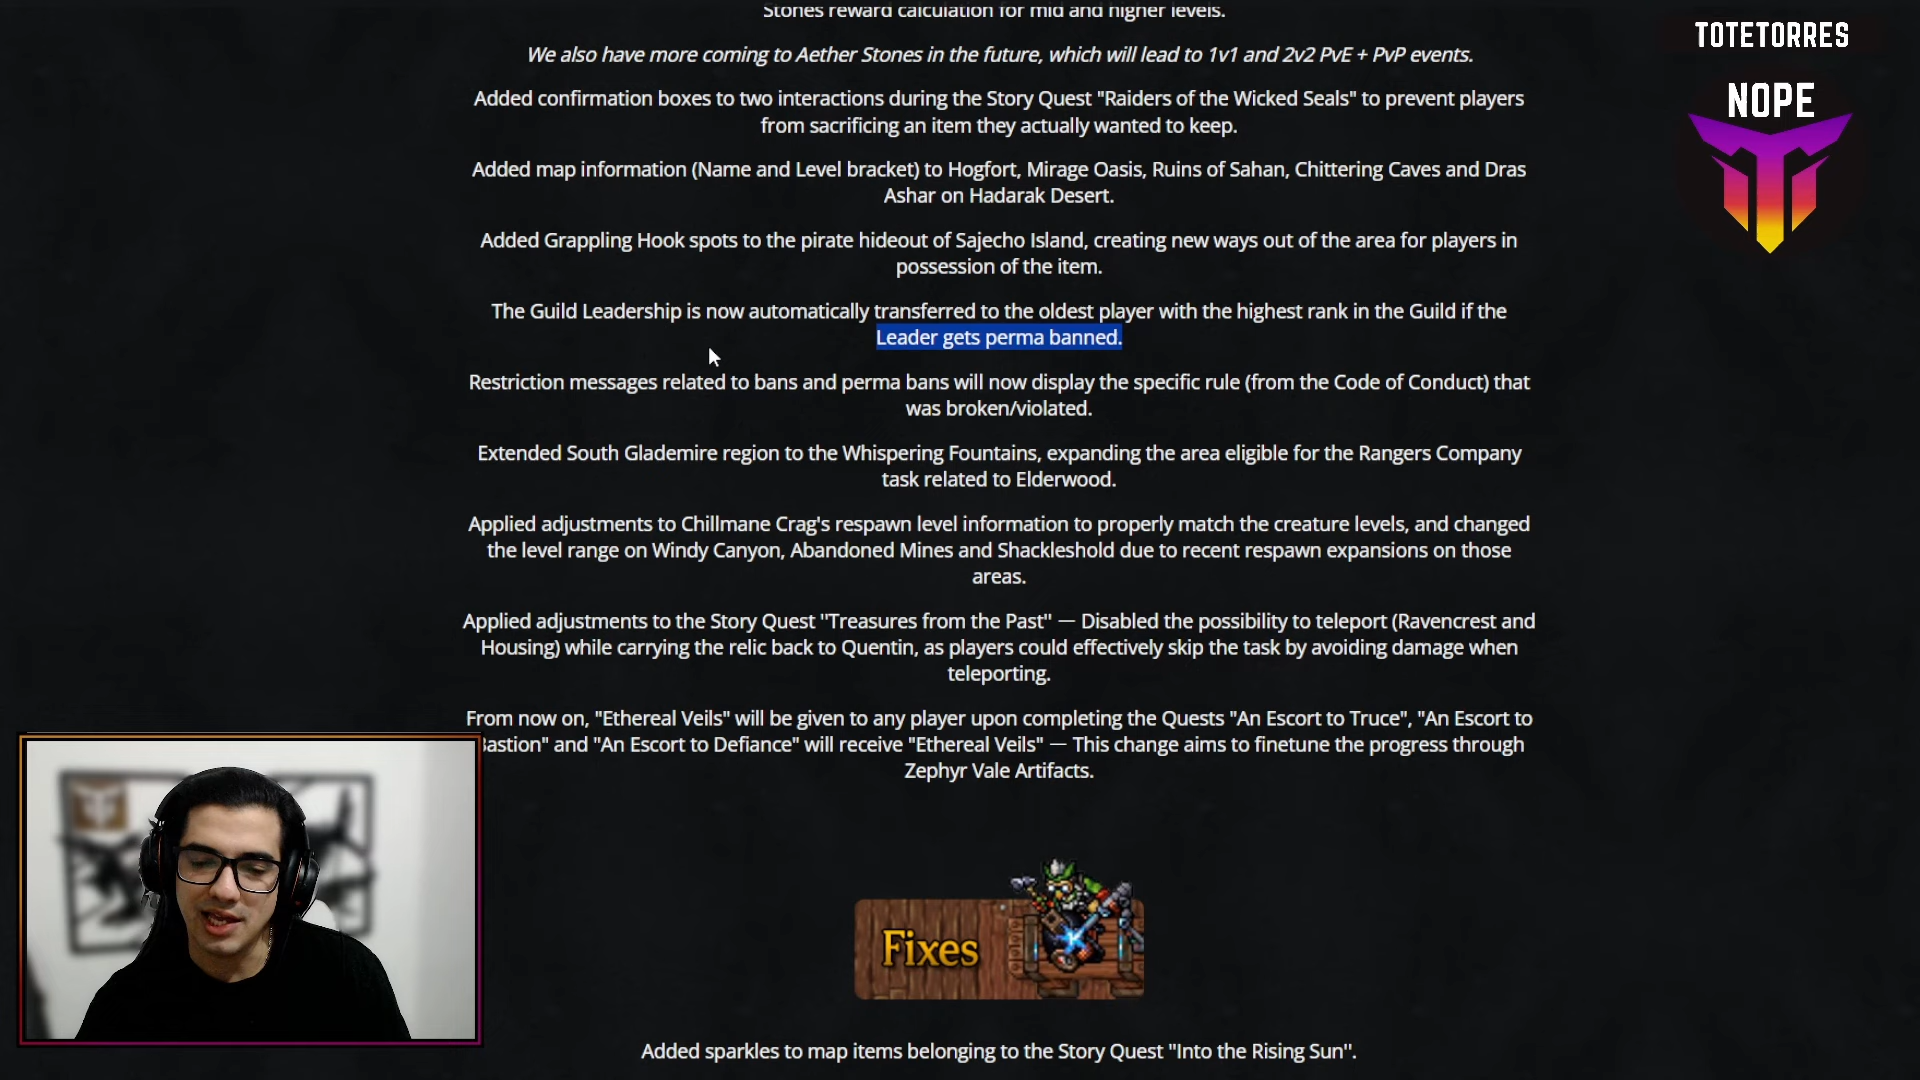 Stones reward calculation for mid and higher levels.
TOTETORRES
We also have more coming to Aether Stones in the future, which will lead to 1v1 and 2v2 PvE + PvP events.
NOPE
Added confirmation boxes to two interactions during the Story Quest "Raiders of the Wicked Seals" to prevent players
from sacrificing an item they actually wanted to keep.
Added map information (Name and Level bracket) to Hogfort, Mirage Oasis, Ruins of Sahan, Chittering Caves and Dras
Ashar on Hadarak Desert.
Added Grappling Hook spots to the pirate hideout of Sajecho Island, creating new ways out of the area for players in
possession of the item.
The Guild Leadership is now automatically transferred to the oldest player with the highest rank in the Guild if the
Leader gets perma banned.
Restriction messages related to bans and perma bans will now display the specific rule (from the Code of Conduct) that
was broken/violated.
Extended South Glademire region to the Whispering Fountains, expanding the area eligible for the Rangers Company
task related to Elderwood.
Applied adjustments to Chillmane Crag's respawn level information to properly match the creature levels, and changed
the level range on Windy Canyon, Abandoned Mines and Shackleshold due to recent respawn expansions on those
areas.
Applied adjustments to the Story Quest "Treasures from the Past" — Disabled the possibility to teleport (Ravencrest and
Housing) while carrying the relic back to Quentin, as players could effectively skip the task by avoiding damage when
teleporting.
From now on, "Ethereal Veils" will be given to any player upon completing the Quests "An Escort to Truce", "An Escort to
Bastion" and "An Escort to Defiance" will receive "Ethereal Veils" — This change aims to finetune the progress through
Zephyr Vale Artifacts.
Fixes
Added sparkles to map items belonging to the Story Quest "Into the Rising Sun".